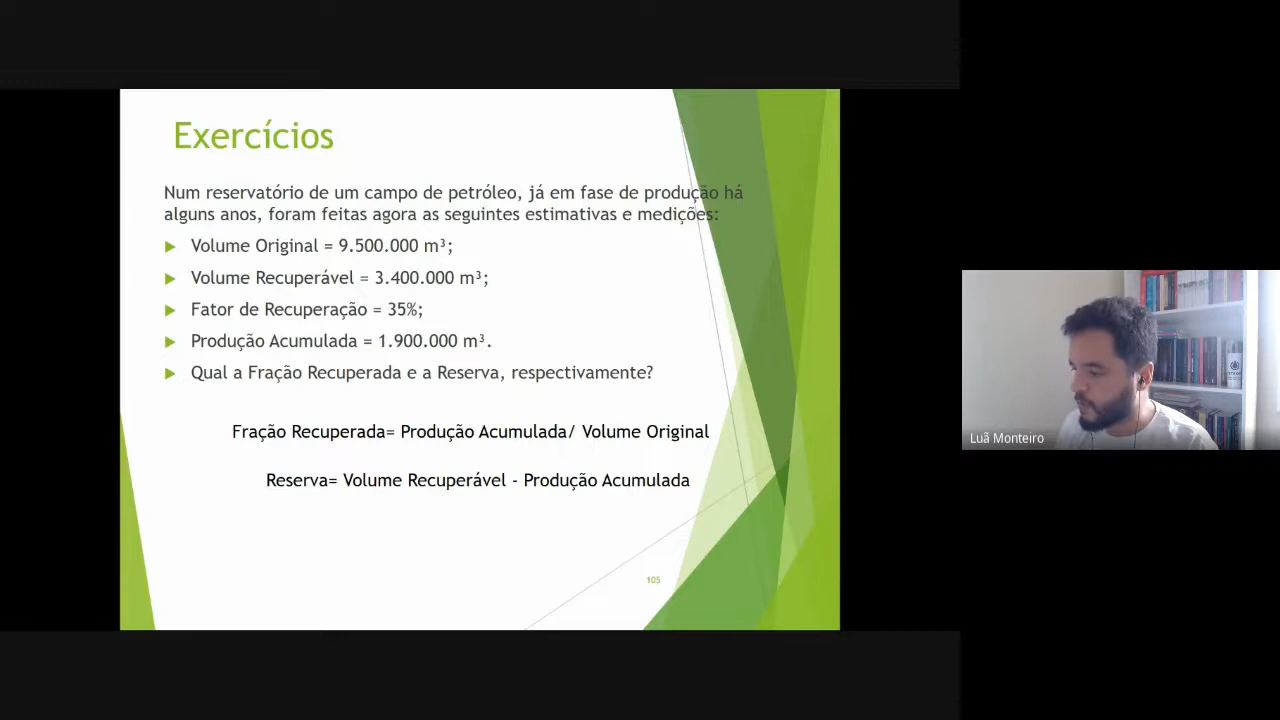 Exercícios
Num reservatório de um campo de petróleo, já em fase de produção há
alguns anos, foram feitas agora as seguintes estimativas e medições:
Volume Original = 9.500.000 m³;
Volume Recuperável = 3.400.000 m³;
Fator de Recuperação = 35%;
Produção Acumulada = 1.900.000 m³.
Qual a Fração Recuperada e a Reserva, respectivamente?
Fração Recuperada= Produção Acumulada/ Volume Original
Reserva= Volume Recuperável - Produção Acumulada
105
Luã Monteiro